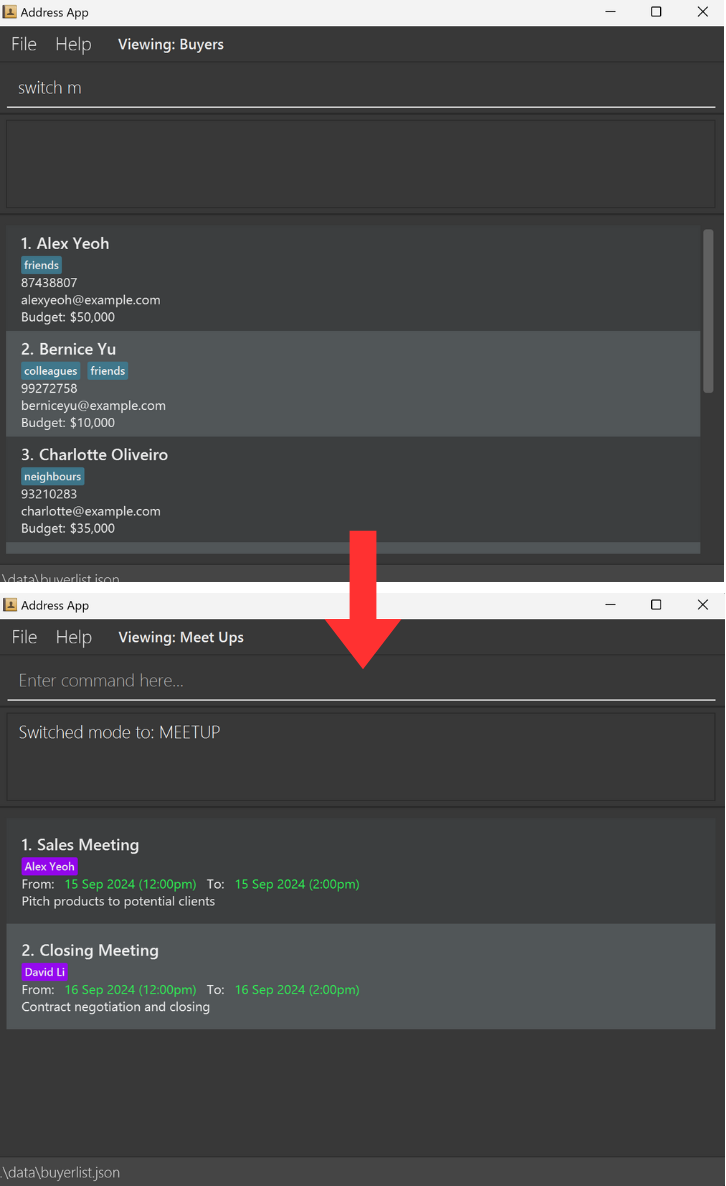 Address App
File Help Viewing: Buyers
switch m
1. Alex Yeoh
friends
87438807
alexyeoh@example.com
Budget: $50,000
2. Bernice Yu
colleagues friends
99272758
berniceyu@example.com
Budget: $10,000
3. Charlotte Oliveiro
neighbours
93210283
charlotte@example.com
Budget: $35,000
.\data\buyerlist.json
Address App
File Help Viewing: Meet Ups
Enter command here...
Switched mode to: MEETUP
1. Sales Meeting
Alex Yeoh
From: 15 Sep 2024 (12:00pm) To: 15 Sep 2024 (2:00pm)
Pitch products to potential clients
2. Closing Meeting
David Li
From: 16 Sep 2024 (12:00pm) To: 16 Sep 2024 (2:00pm)
Contract negotiation and closing
.\data\buyerlist.json